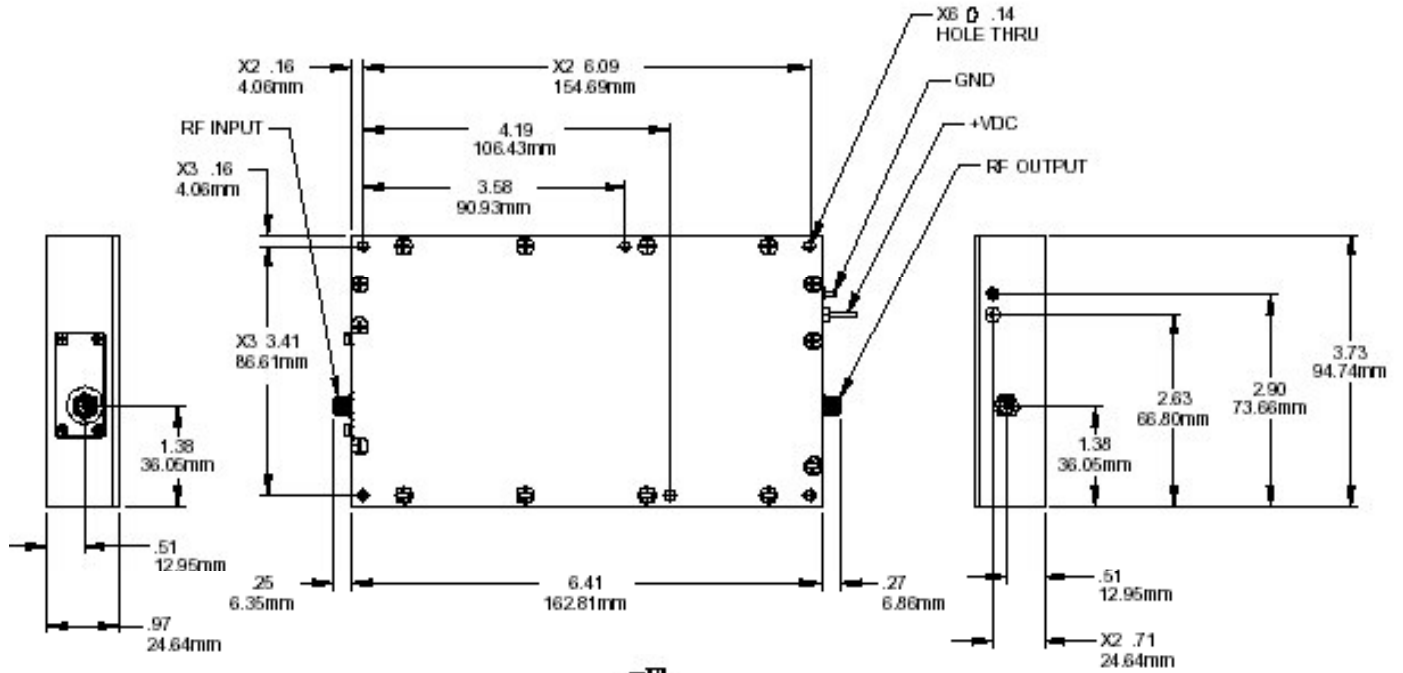 X6 .14
HOLE THRU
X2 .16
4.06mm
X2 6.09
154.69mm
GND
+VDC
RF INPUT
4.19
106.43mm
RF OUTPUT
X3 .16
4.06mm
3.58
90.93mm
X3 3.41
86.61mm
3.73
94.74mm
2.90
73.66mm
2.63
66.80mm
1.38
36.05mm
1.38
36.05mm
.51
12.95mm
.25
6.35mm
6.41
162.81mm
.27
6.86mm
.51
12.95mm
.97
24.64mm
X2 .71
24.64mm